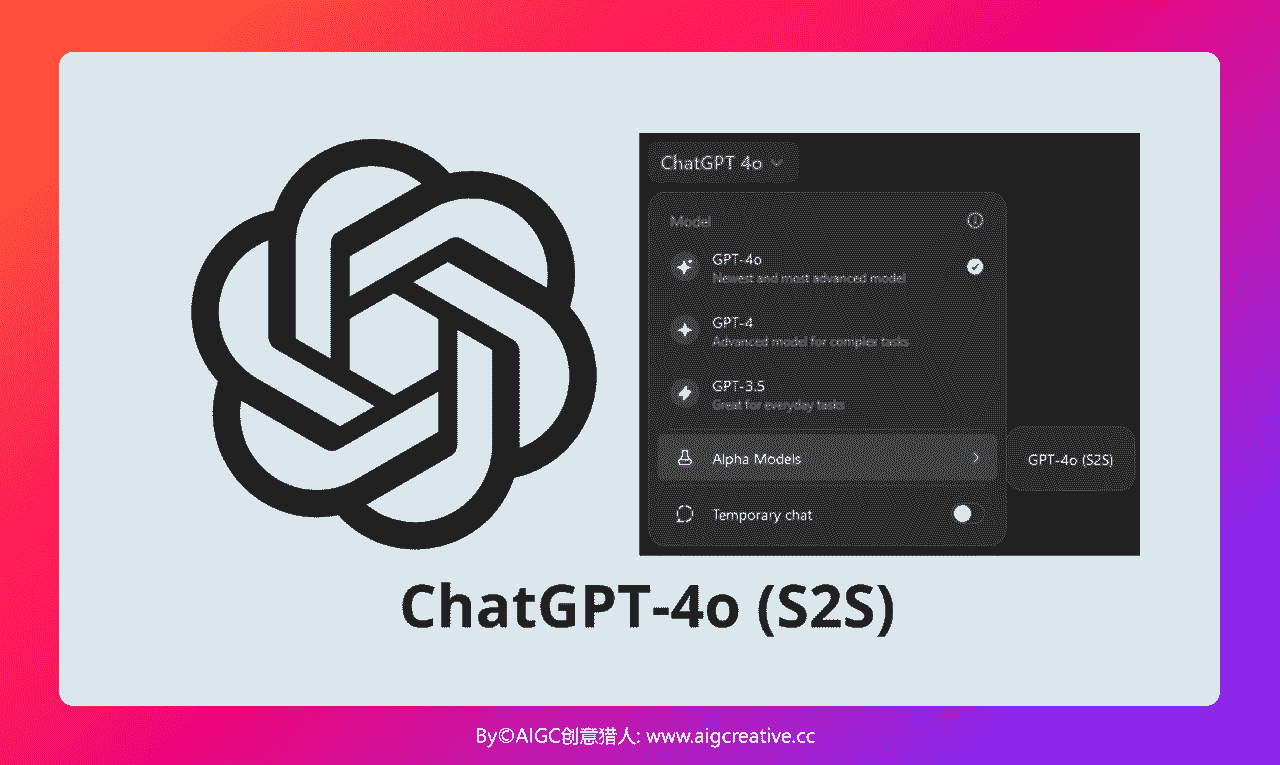 ChatGPT 4o
Model
GPT-4o
Newest and most advanced model
GPT-4
Advanced model for complex tasks
GPT-3.5
Great for everyday tasks
Alpha Models
GPT-4o (S2S)
Temporary chat
ChatGPT-4o (S2S)
By©AIGC创意猎人: www.aigcreative.cc